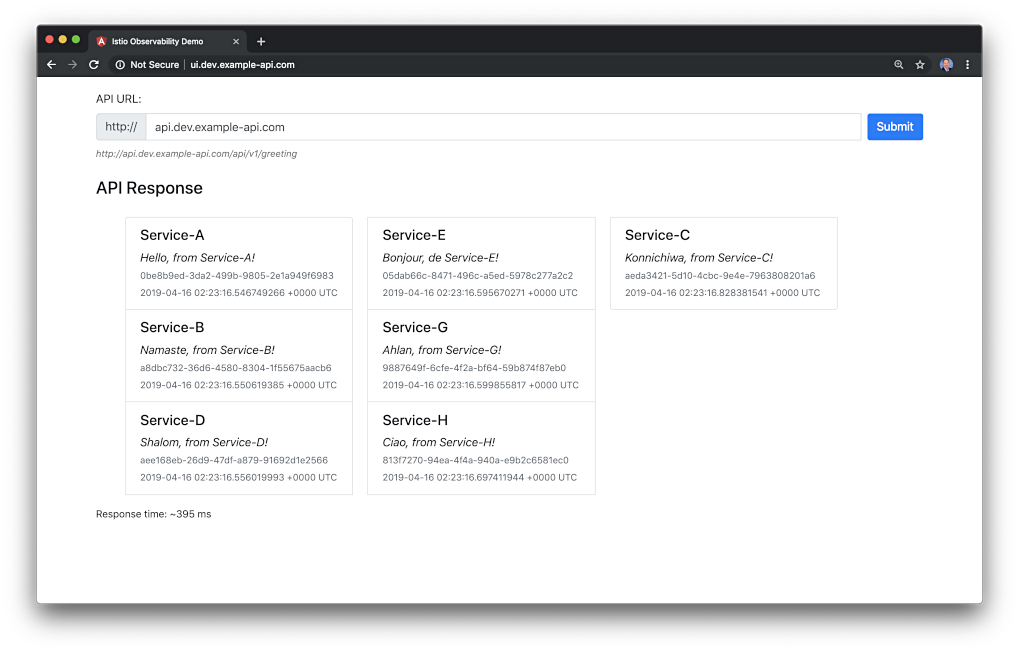 Istio Observability Demo
Not Secure | ui.dev.example-api.com
API URL:
http:// api.dev.example-api.com Submit
http://api.dev.example-api.com/api/v1/greeting
API Response
Service-A
Hello, from Service-A!
0be8b9ed-3da2-499b-9805-2e1a949f6983
2019-04-16 02:23:16.546749266 +0000 UTC
Service-B
Namaste, from Service-B!
a8dbc732-36d6-4580-8304-1f55675aacb6
2019-04-16 02:23:16.550619385 +0000 UTC
Service-D
Shalom, from Service-D!
aee168eb-26d9-47df-a879-91692d1e2566
2019-04-16 02:23:16.556019993 +0000 UTC
Service-E
Bonjour, de Service-E!
05dab66c-8471-496c-a5ed-5978c277a2c2
2019-04-16 02:23:16.595670271 +0000 UTC
Service-G
Ahlan, from Service-G!
9887649f-6cfe-4f2a-bf64-59b874f87eb0
2019-04-16 02:23:16.599855817 +0000 UTC
Service-H
Ciao, from Service-H!
813f7270-94ea-4f4a-940a-e9b2c6581ec0
2019-04-16 02:23:16.697411944 +0000 UTC
Service-C
Konnichiwa, from Service-C!
aeda3421-5d10-4cbc-9e4e-7963808201a6
2019-04-16 02:23:16.828381541 +0000 UTC
Response time: ~395 ms